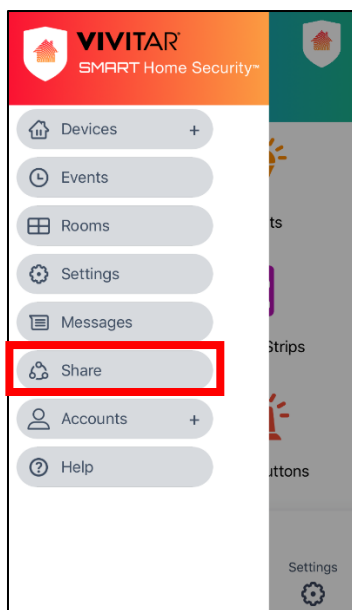 VIVITAR®
SMART Home Security™
Devices +
Events
Rooms
ts
Settings
Messages
Strips
Share
Accounts +
Help
uttons
Settings